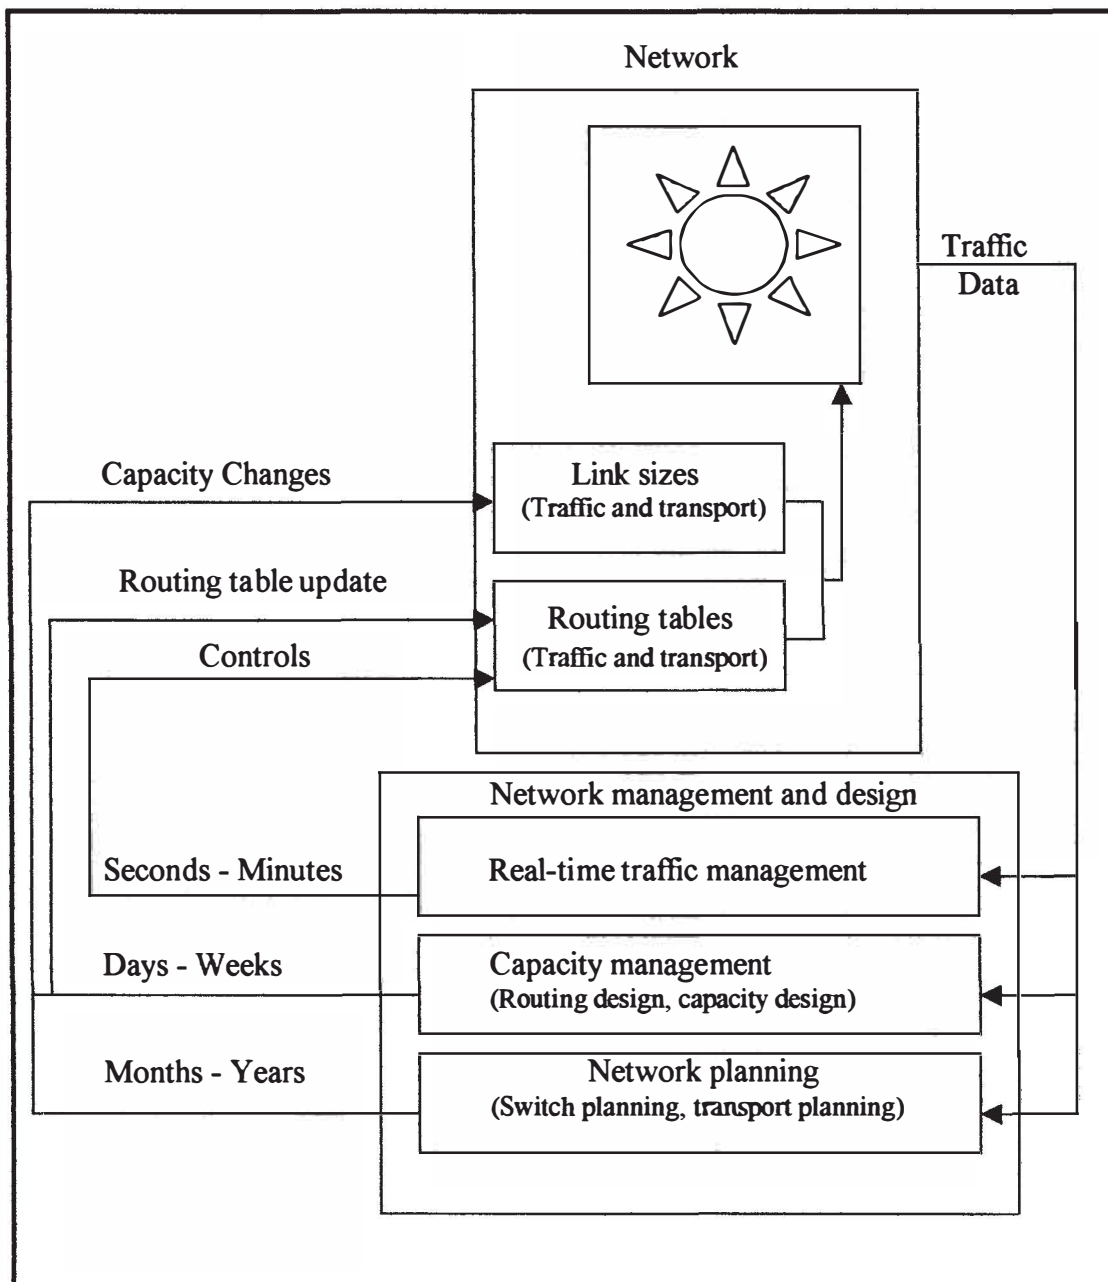 Network
Traffic
Data
Capacity Changes
Link sizes
(Traffic and transport)
Routing table update
Routing tables
(Traffic and transport)
Controls
Network management and design
Seconds - Minutes
Real-time traffic management
Days - Weeks
Capacity management
(Routing design, capacity design)
Months - Years
Network planning
(Switch planning, transport planning)